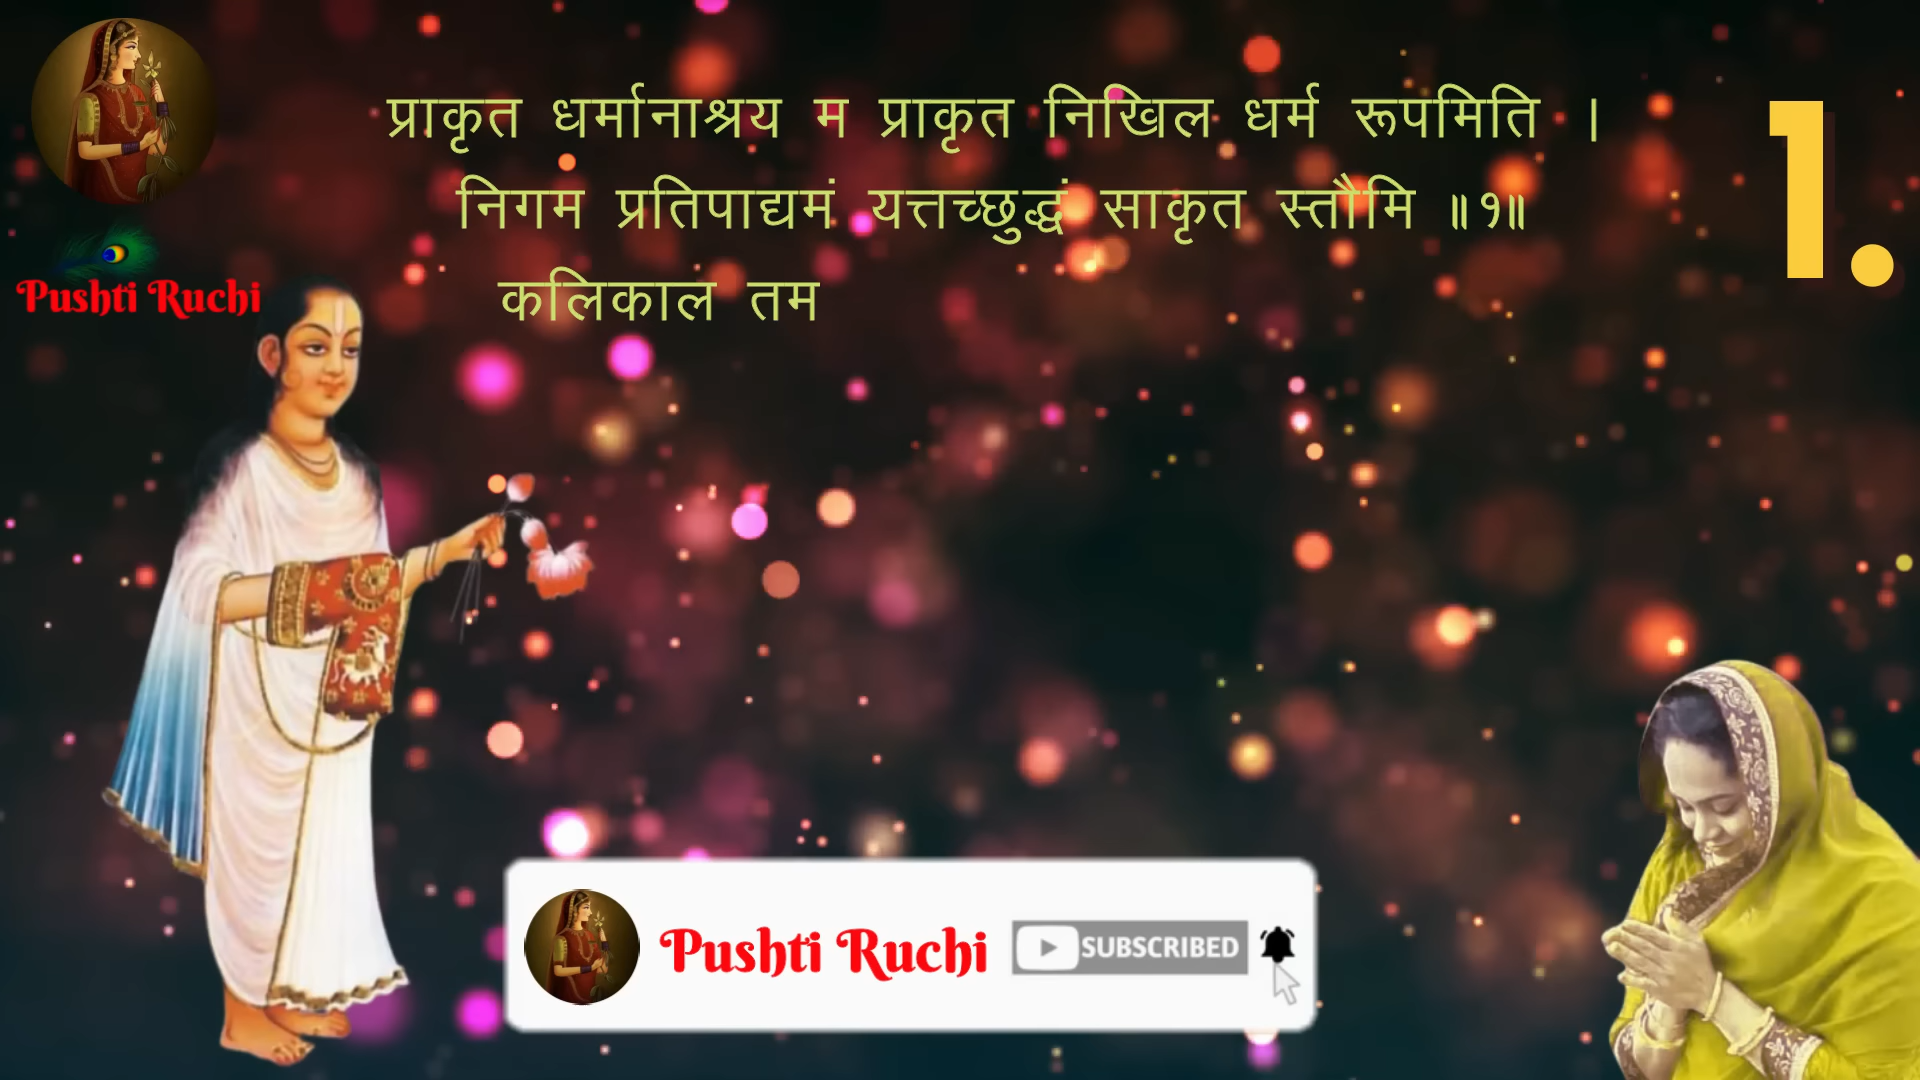 प्राकृत धर्मानाश्रय म प्राकृत निखिल धर्म रूपमिति ।
निगम प्रतिपाद्यमं यत्तच्छुद्धं साकृत स्तौमि ॥१॥
कलिकाल तम
1.
Pushti Ruchi
Pushti Ruchi
SUBSCRIBED